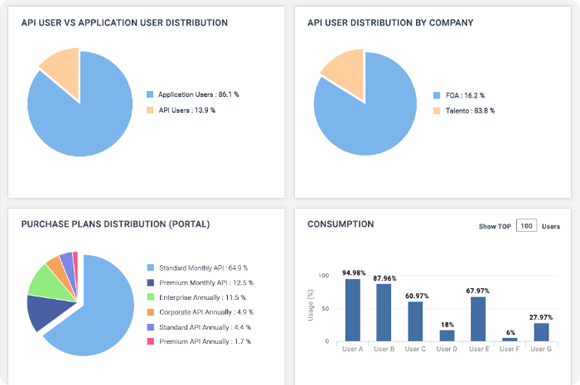 API USER VS APPLICATION USER DISTRIBUTION
Application Users : 86.1 %
API Users : 13.9 %
API USER DISTRIBUTION BY COMPANY
FOA : 16.2 %
Talento : 83.8 %
PURCHASE PLANS DISTRIBUTION (PORTAL)
Standard Monthly API : 64.9 %
Premium Monthly API : 12.5 %
Enterprise Annually : 11.5 %
Corporate API Annually : 4.9 %
Standard API Annually : 4.4 %
Premium API Annually : 1.7 %
CONSUMPTION
Show TOP 100 Users
Usage (%)
100
50
0
94.98%
87.96%
60.97%
18%
67.97%
6%
27.97%
User A
User B
User C
User D
User E
User F
User G